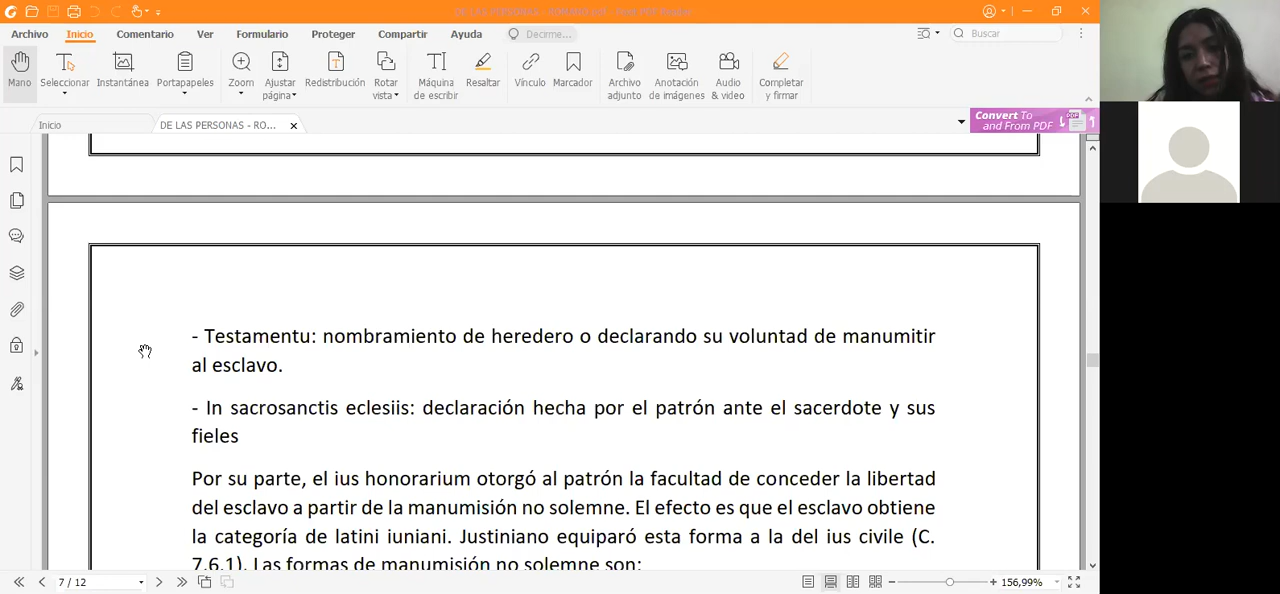 DE LAS PERSONAS - ROMANO
Archivo Inicio Comentario Ver Formulario Proteger Compartir Ayuda Decirme... Buscar
Mano Seleccionar Instantánea Portapapeles Zoom Ajustar página Redistribución Rotar vista Máquina de escribir Resaltar Vínculo Marcador Archivo adjunto Anotación de imágenes Audio & video Completar y firmar
Inicio DE LAS PERSONAS - RO... Convert To and From PDF PDF
- Testamentu: nombramiento de heredero o declarando su voluntad de manumitir
al esclavo.
- In sacrosanctis eclesiis: declaración hecha por el patrón ante el sacerdote y sus
fieles
Por su parte, el ius honorarium otorgó al patrón la facultad de conceder la libertad
del esclavo a partir de la manumisión no solemne. El efecto es que el esclavo obtiene
la categoría de latini iuniani. Justiniano equiparó esta forma a la del ius civile (C.
7.6.1). Las formas de manumisión no solemne son:
7 / 12 156,99%